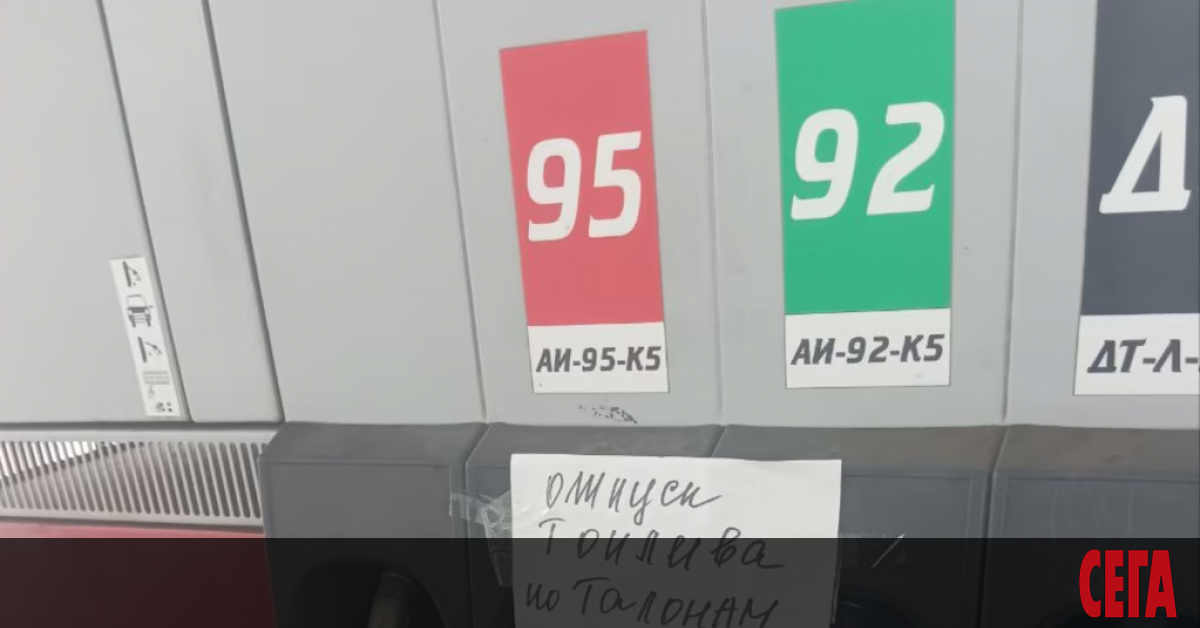 95
92
Д
АИ-95-К5
АИ-92-К5
ДТ-Л-
отпуск
топлива
по талонам
СЕГА